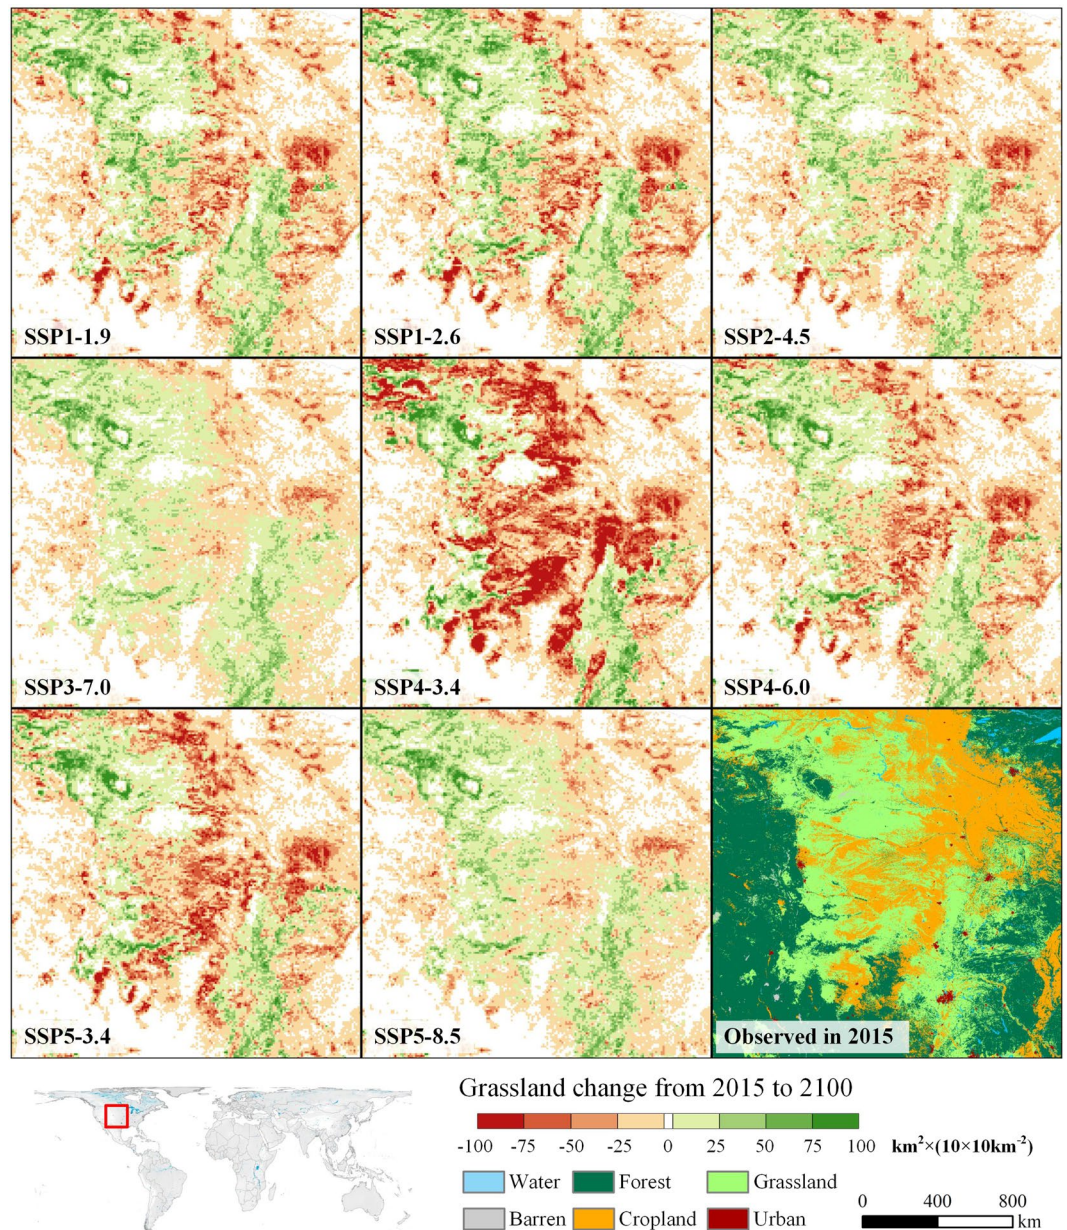 SSP1-1.9
SSP1-2.6
SSP2-4.5
SSP3-7.0
SSP4-3.4
SSP4-6.0
SSP5-3.4
SSP5-8.5
Observed in 2015
Grassland change from 2015 to 2100
-100 -75 -50 -25 0 25 50 75 100 km²×(10×10km⁻²)
Water Forest Grassland
Barren Cropland Urban
0 400 800
km